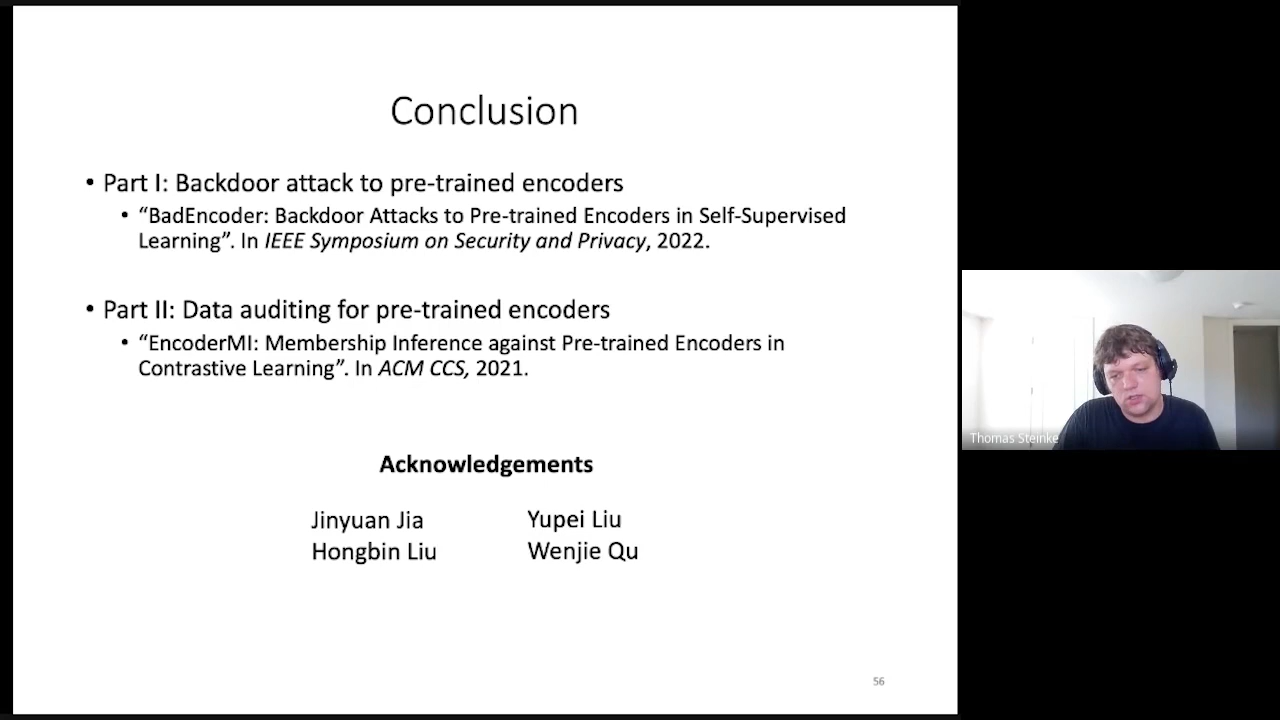 Conclusion
• Part I: Backdoor attack to pre-trained encoders
• “BadEncoder: Backdoor Attacks to Pre-trained Encoders in Self-Supervised
Learning”. In IEEE Symposium on Security and Privacy, 2022.
• Part II: Data auditing for pre-trained encoders
• “EncoderMI: Membership Inference against Pre-trained Encoders in
Contrastive Learning”. In ACM CCS, 2021.
Acknowledgements
Jinyuan Jia Yupei Liu
Hongbin Liu Wenjie Qu
56
Thomas Steinke